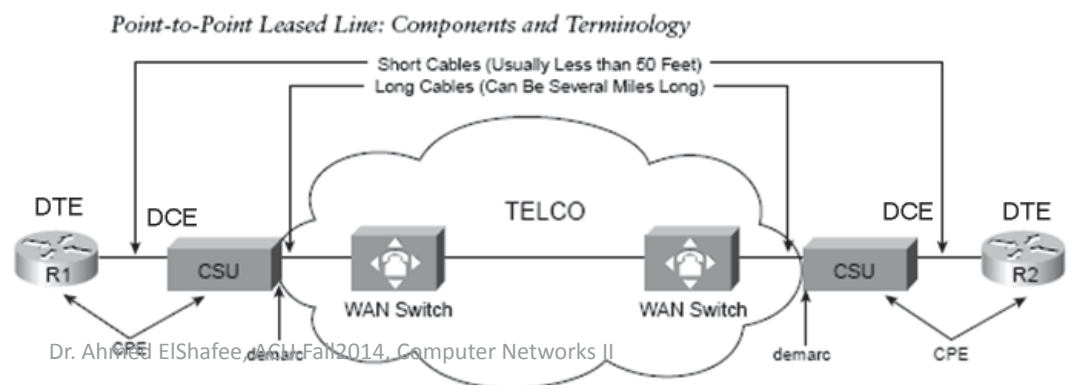 Point-to-Point Leased Line: Components and Terminology
Short Cables (Usually Less than 50 Feet)
Long Cables (Can Be Several Miles Long)
DTE
DCE
TELCO
DCE
DTE
R1
CSU
WAN Switch
WAN Switch
CSU
R2
CPE
demarc
demarc
CPE
Dr. Ahmed ElShafee, ACU Fall2014, Computer Networks II